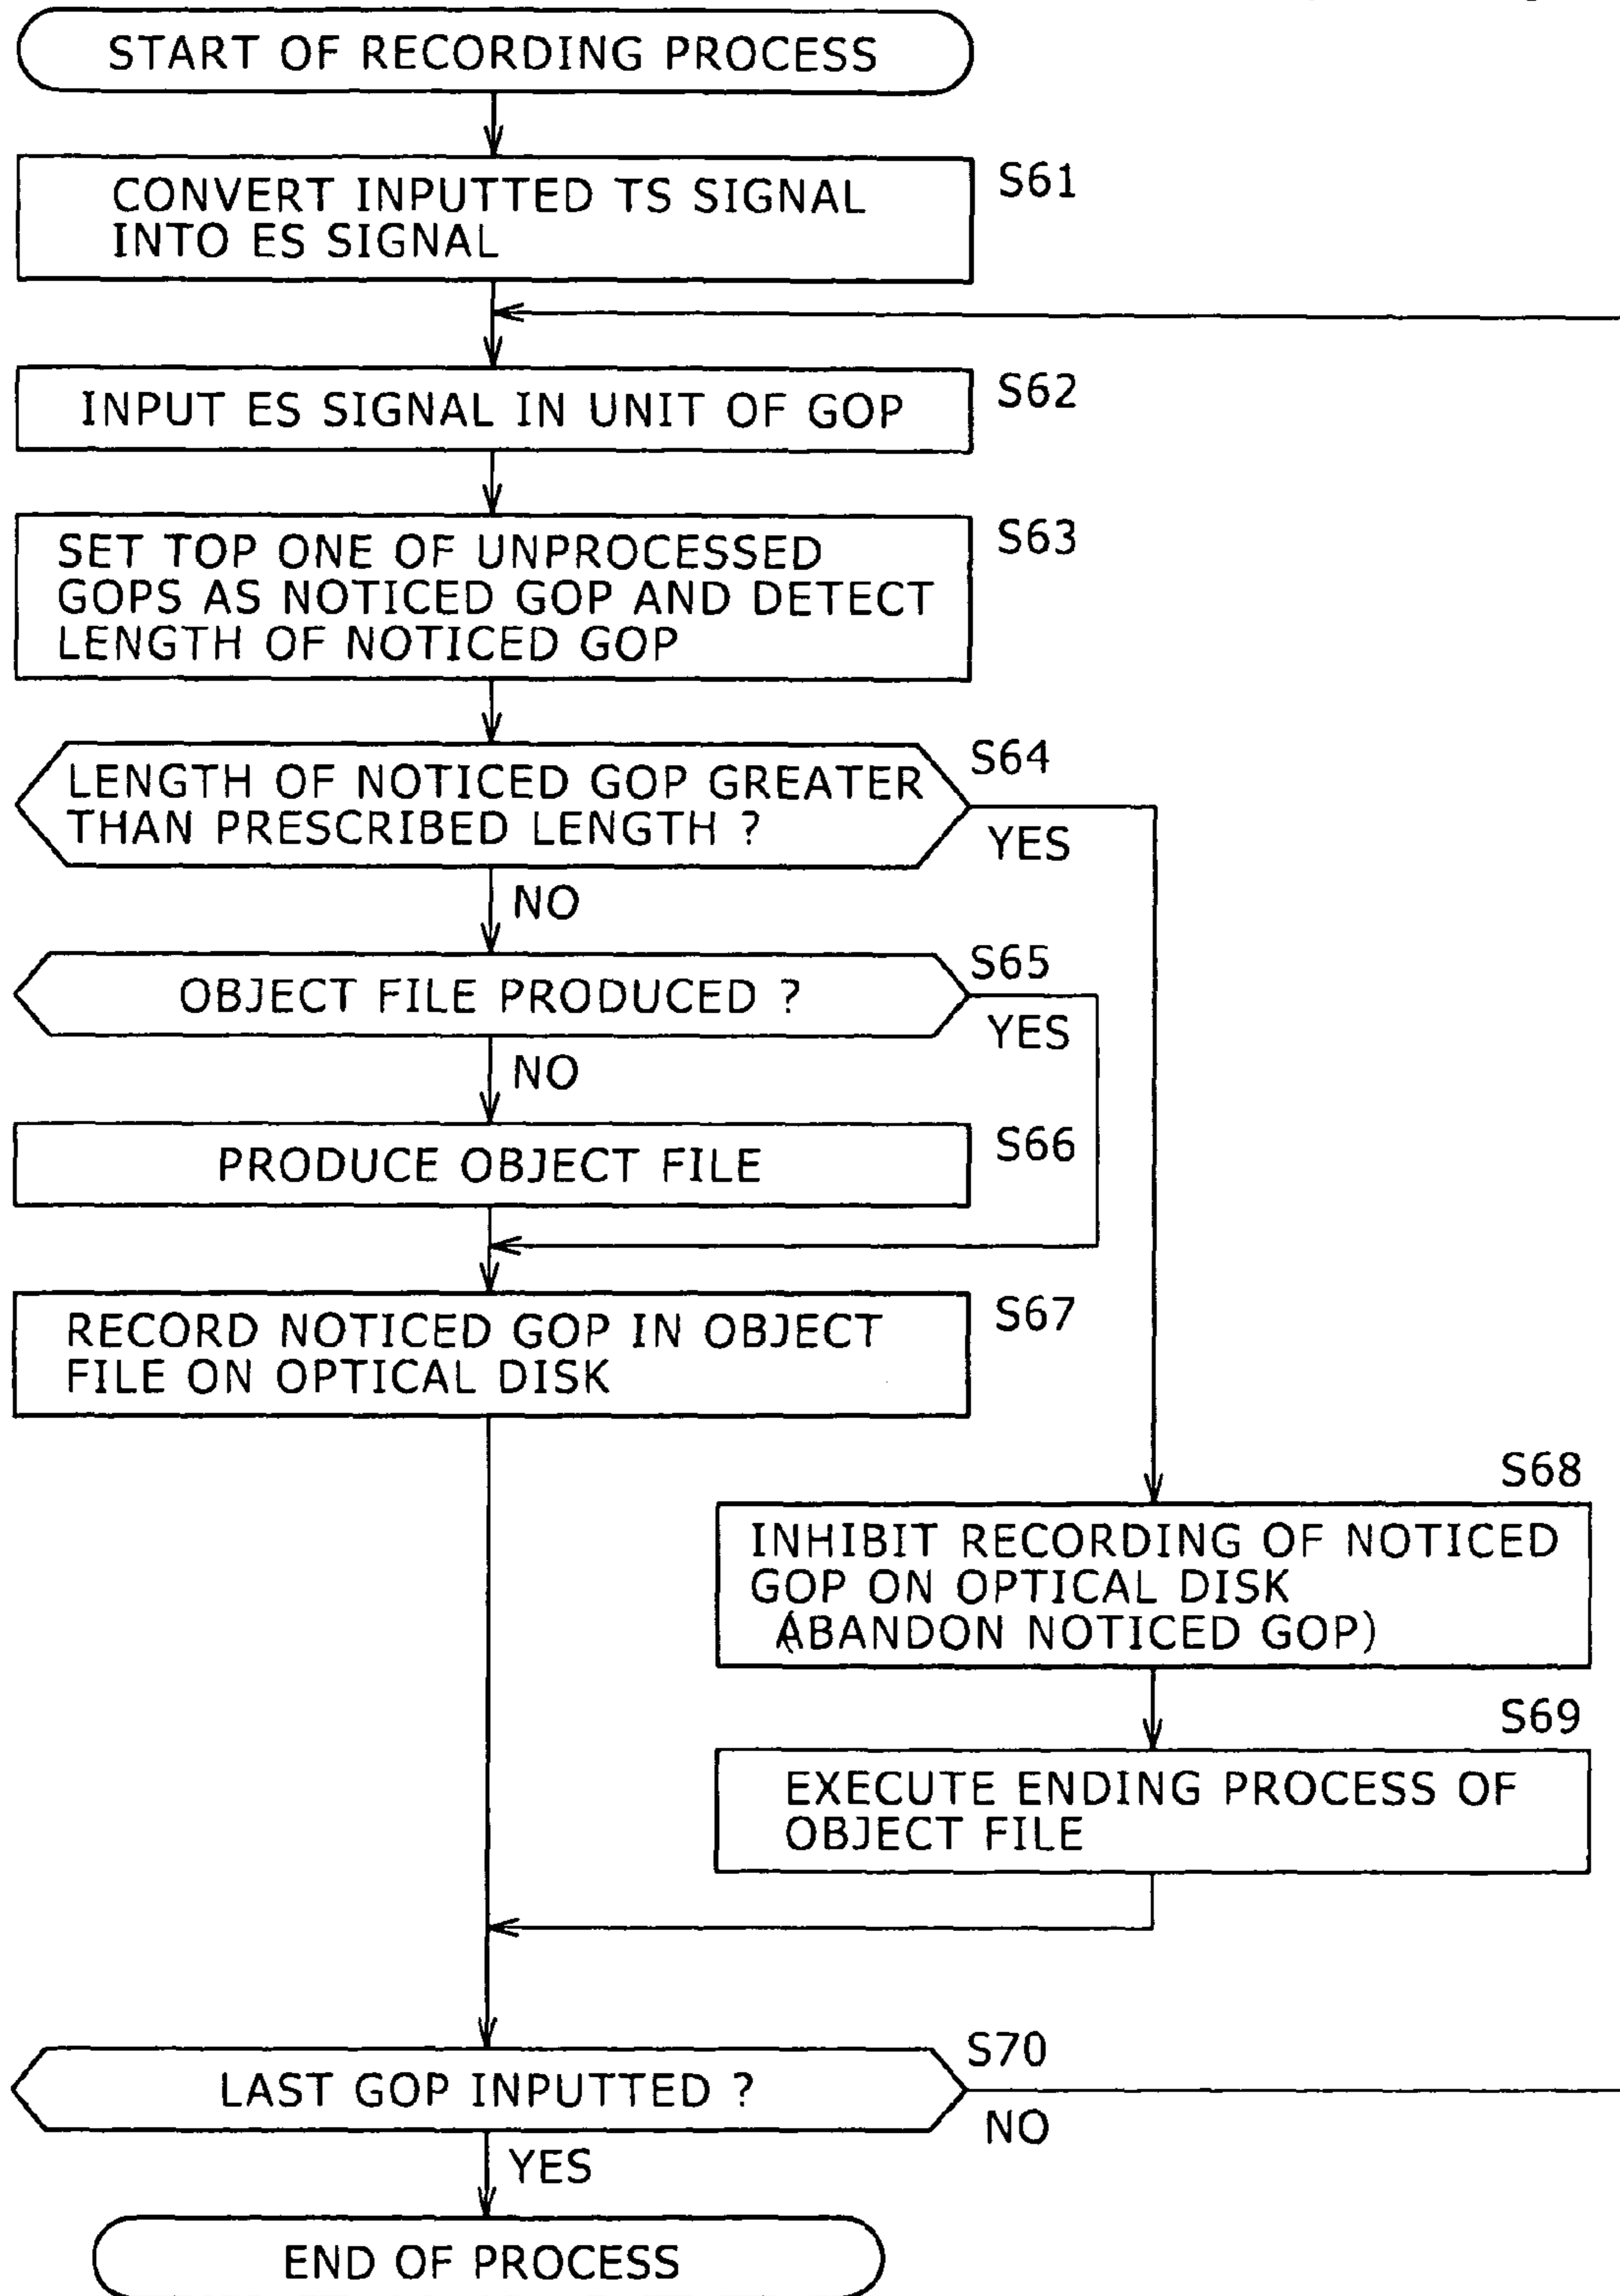 START OF RECORDING PROCESS
S61
CONVERT INPUTTED TS SIGNAL
INTO ES SIGNAL
S62
INPUT ES SIGNAL IN UNIT OF GOP
S63
SET TOP ONE OF UNPROCESSED
GOPS AS NOTICED GOP AND DETECT
LENGTH OF NOTICED GOP
S64
LENGTH OF NOTICED GOP GREATER
THAN PRESCRIBED LENGTH ?
YES
NO
S65
OBJECT FILE PRODUCED ?
YES
NO
S66
PRODUCE OBJECT FILE
S67
RECORD NOTICED GOP IN OBJECT
FILE ON OPTICAL DISK
S68
INHIBIT RECORDING OF NOTICED
GOP ON OPTICAL DISK
(ABANDON NOTICED GOP)
S69
EXECUTE ENDING PROCESS OF
OBJECT FILE
S70
LAST GOP INPUTTED ?
NO
YES
END OF PROCESS